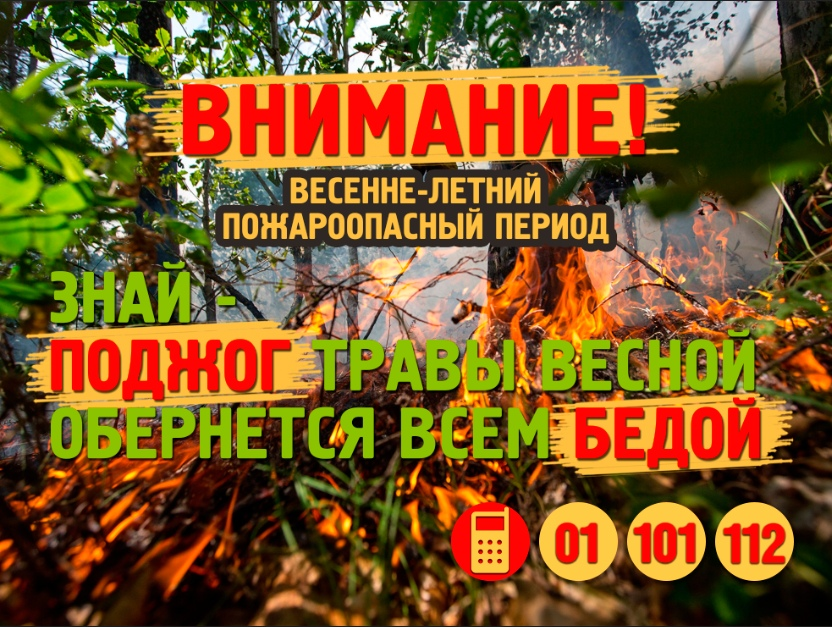 ВНИМАНИЕ!
ВЕСЕННЕ-ЛЕТНИЙ
ПОЖАРООПАСНЫЙ ПЕРИОД
ЗНАЙ -
ПОДЖОГ ТРАВЫ ВЕСНОЙ
ОБЕРНЕТСЯ ВСЕМ БЕДОЙ
01 101 112